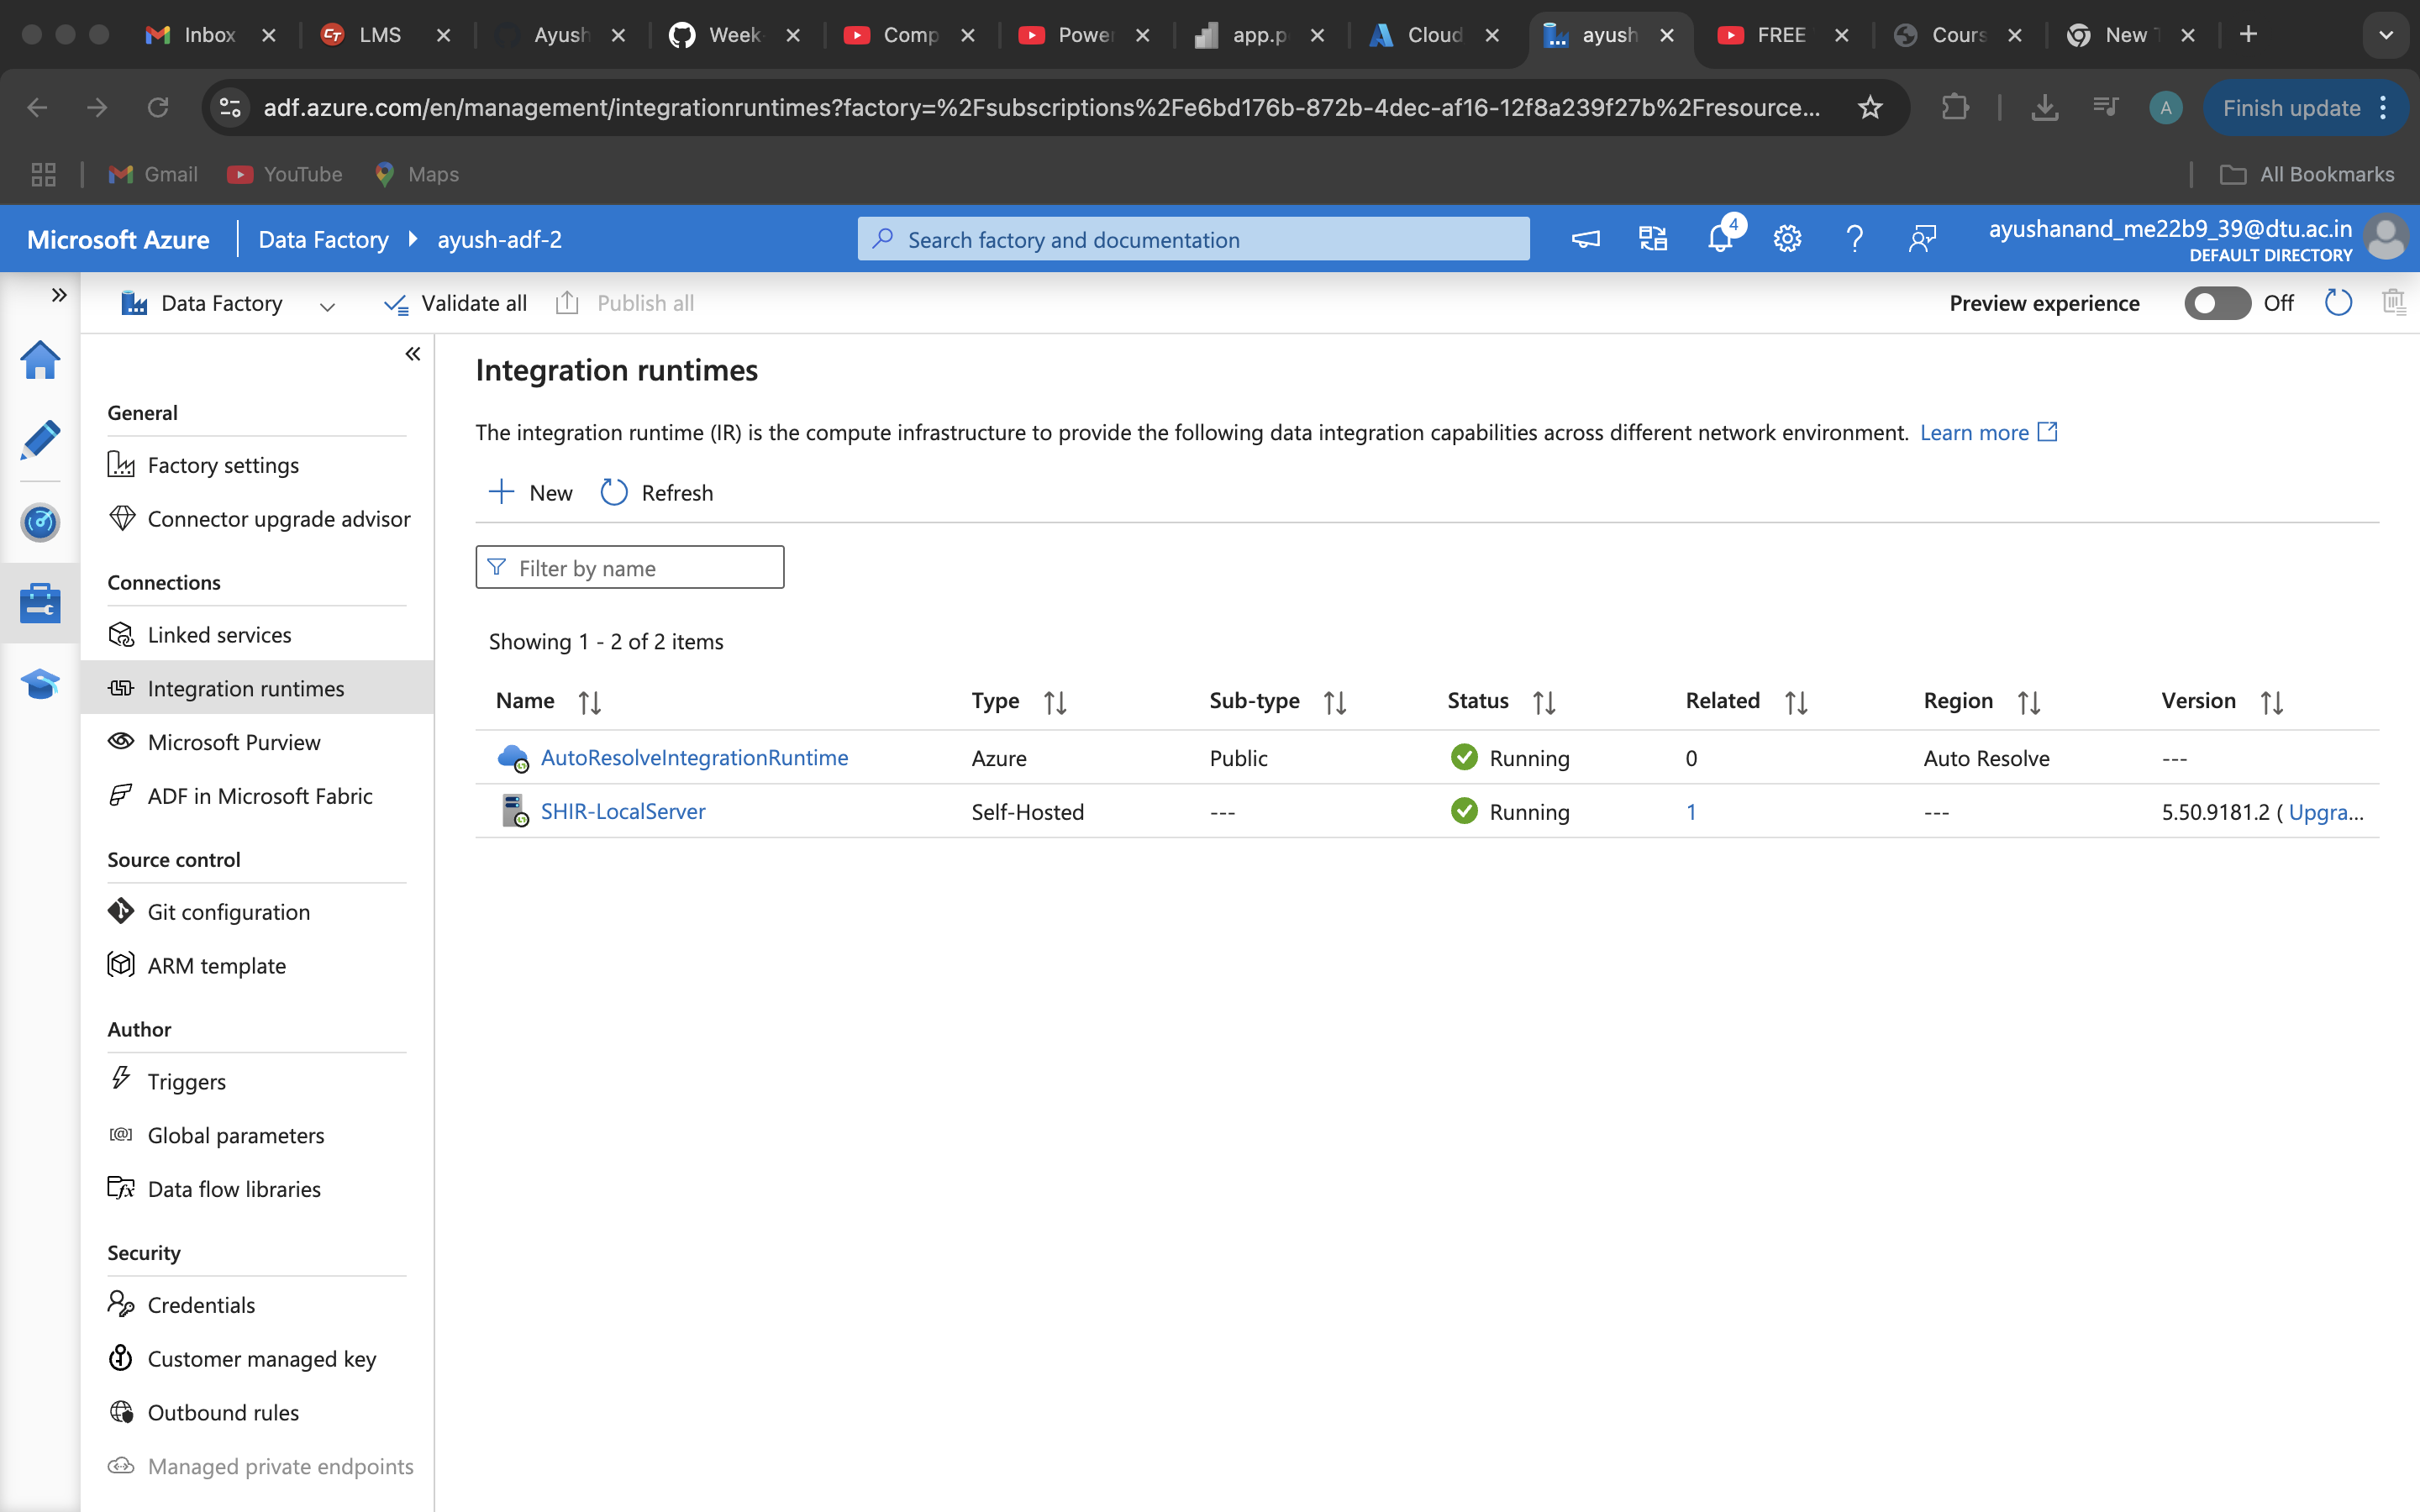 Inbox LMS Ayush Week Comp Power app.p Cloud ayush FREE Cours New
adf.azure.com/en/management/integrationruntimes?factory=%2Fsubscriptions%2Fe6bd176b-872b-4dec-af16-12f8a239f27b%2Fresource...
A
Finish update
Gmail YouTube Maps
All Bookmarks
Microsoft Azure
Data Factory
ayush-adf-2
Search factory and documentation
4
ayushanand_me22b9_39@dtu.ac.in
DEFAULT DIRECTORY
Data Factory
Validate all
Publish all
Preview experience
Off
General
Factory settings
Connector upgrade advisor
Connections
Linked services
Integration runtimes
Microsoft Purview
ADF in Microsoft Fabric
Source control
Git configuration
ARM template
Author
Triggers
Global parameters
Data flow libraries
Security
Credentials
Customer managed key
Outbound rules
Managed private endpoints
Integration runtimes
The integration runtime (IR) is the compute infrastructure to provide the following data integration capabilities across different network environment. Learn more
New Refresh
Filter by name
Showing 1 - 2 of 2 items
Name Type Sub-type Status Related Region Version
AutoResolveIntegrationRuntime Azure Public Running 0 Auto Resolve ---
SHIR-LocalServer Self-Hosted --- Running 1 --- 5.50.9181.2 ( Upgra...